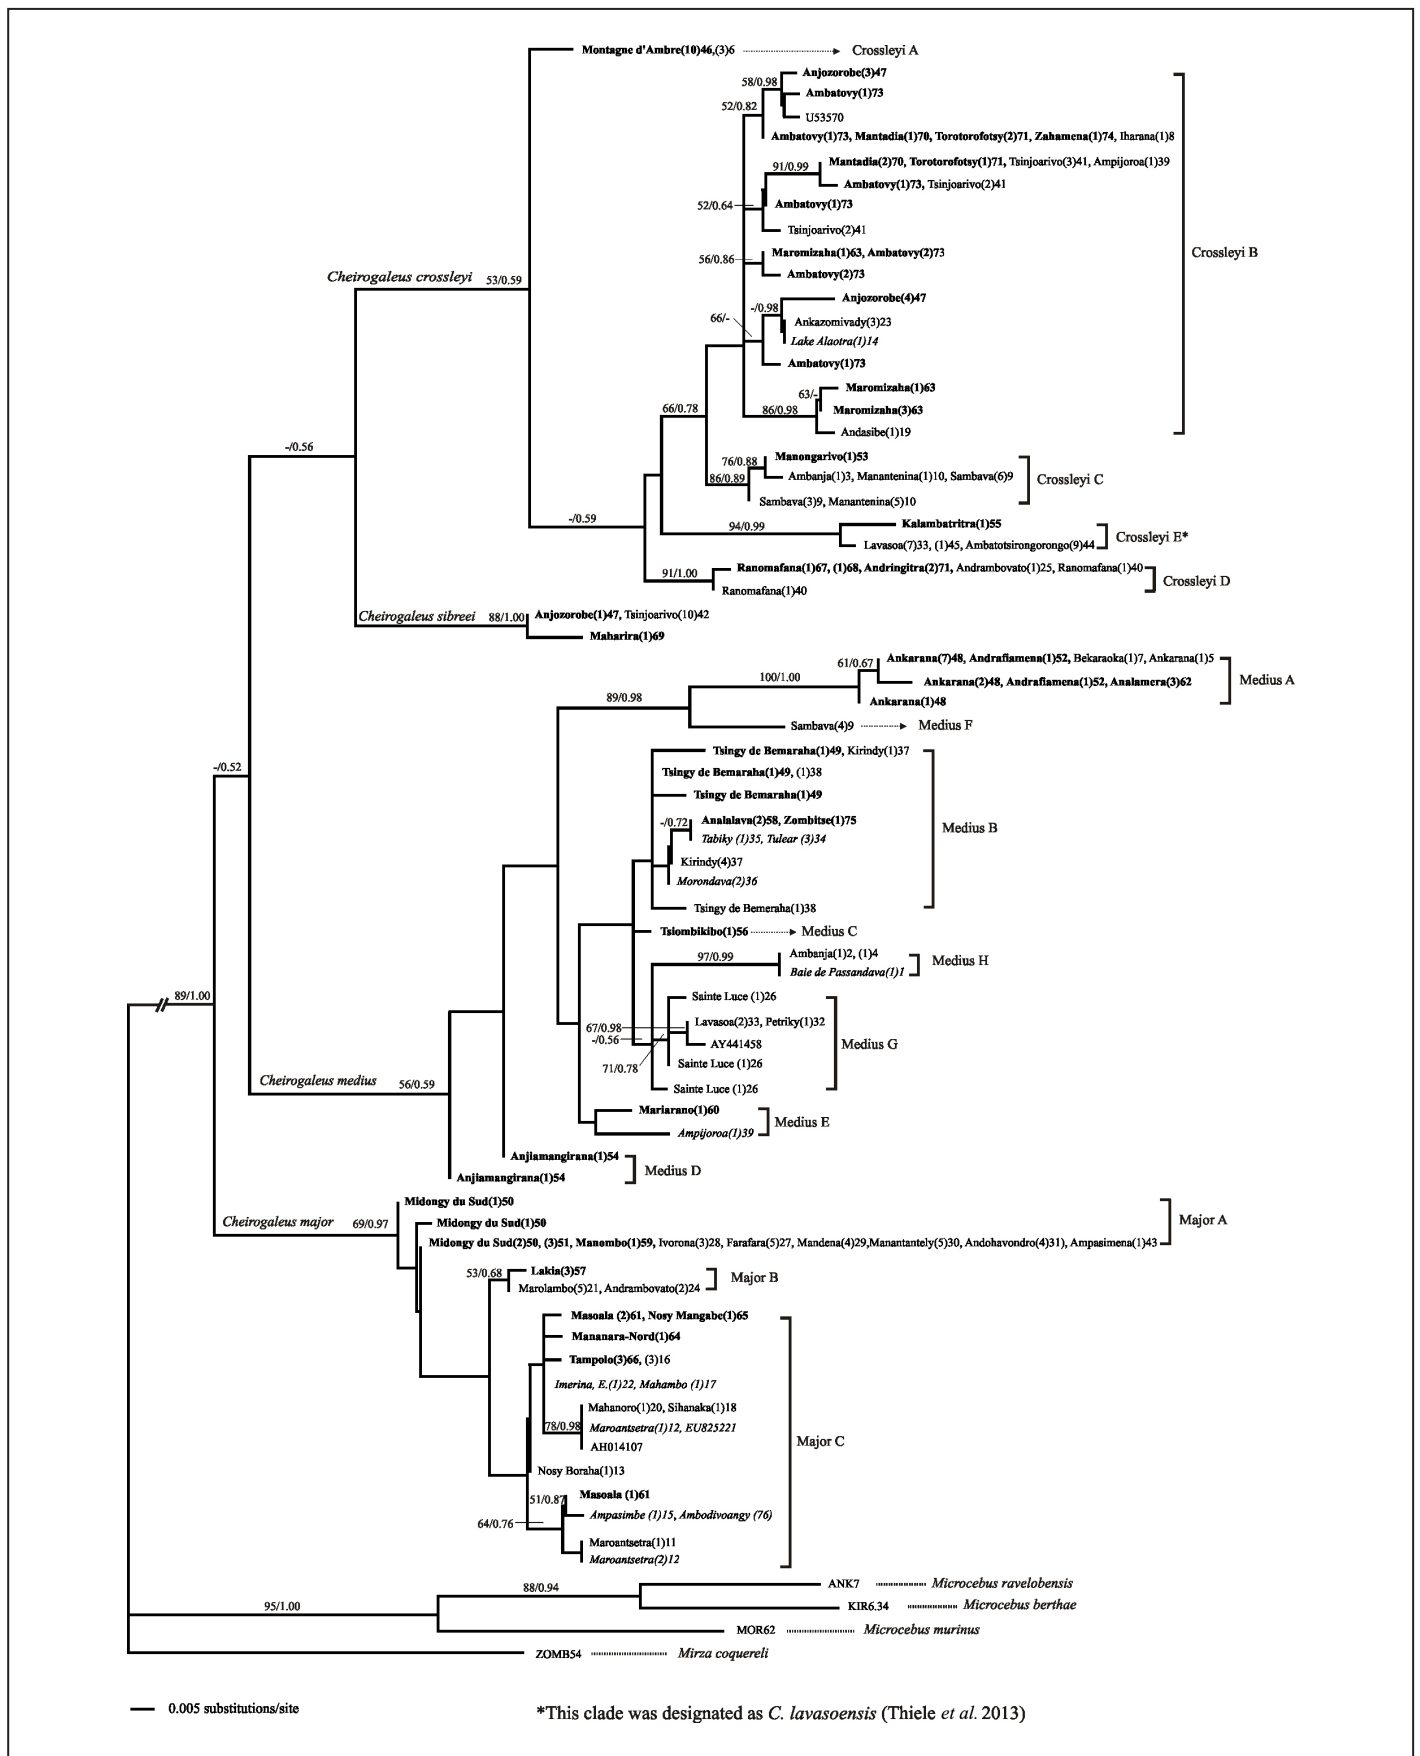 Montagne d'Ambre(10)46,(3)6 Crossleyi A
Anjozorobe(3)47
58/0.98
Ambatovy(1)73
52/0.82
U53570
Ambatovy(1)73, Mantadia(1)70, Torotorofotsy(2)71, Zahamena(1)74, Iharana(1)8
Mantadia(2)70, Torotorofotsy(1)71, Tsinjoarivo(3)41, Ampijoroa(1)39
91/0.99
Ambatovy(1)73, Tsinjoarivo(2)41
52/0.64
Ambatovy(1)73
Tsinjoarivo(2)41
Crossleyi B
Maromizaha(1)63, Ambatovy(2)73
56/0.86
Ambatovy(2)73
Cheirogaleus crossleyi 53/0.59
Anjozorobe(4)47
-/0.98
66/-
Ankazomivady(3)23
Lake Alaotra(1)14
Ambatovy(1)73
Maromizaha(1)63
63/-
66/0.78
86/0.98
Maromizaha(3)63
Andasibe(1)19
-/0.56
Manongarivo(1)53
76/0.88
86/0.89
Ambanja(1)3, Manantenina(1)10, Sambava(6)9
Crossleyi C
Sambava(3)9, Manantenina(5)10
-/0.59
94/0.99
Kalambatritra(1)55
Crossleyi E*
Lavasoa(7)33, (1)45, Ambatotsirongorongo(9)44
91/1.00
Ranomafana(1)67, (1)68, Andringitra(2)71, Andrambovato(1)25, Ranomafana(1)40
Crossleyi D
Ranomafana(1)40
Cheirogaleus sibreei 88/1.00
Anjozorobe(1)47, Tsinjoarivo(10)42
Maharira(1)69
61/0.67
Ankarana(7)48, Andrafiamena(1)52, Bekaraoka(1)7, Ankarana(1)5
100/1.00
Ankarana(2)48, Andrafiamena(1)52, Analamera(3)62
Medius A
89/0.98
Ankarana(1)48
Sambava(4)9 Medius F
Tsingy de Bemaraha(1)49, Kirindy(1)37
-/0.52
Tsingy de Bemaraha(1)49, (1)38
Tsingy de Bemaraha(1)49
-/0.72
Analalava(2)58, Zombitse(1)75
Medius B
Tabiky (1)35, Tulear (3)34
Kirindy(4)37
Morondava(2)36
Tsingy de Bemeraha(1)38
Tsiombikibo(1)56 Medius C
97/0.99
Ambanja(1)2, (1)4
Medius H
Baie de Passandava(1)1
89/1.00
Sainte Luce (1)26
67/0.98
Lavasoa(2)33, Petriky(1)32
-/0.56
AY441458
Medius G
71/0.78
Sainte Luce (1)26
Cheirogaleus medius 56/0.59
Sainte Luce (1)26
Mariarano(1)60
Medius E
Ampijoroa(1)39
Anjiamangirana(1)54
Medius D
Anjiamangirana(1)54
Midongy du Sud(1)50
Cheirogaleus major 69/0.97
Midongy du Sud(1)50
Major A
Midongy du Sud(2)50, (3)51, Manombo(1)59, Ivorona(3)28, Farafara(5)27, Mandena(4)29,Manantantely(5)30, Andohavondro(4)31), Ampasimena(1)43
53/0.68
Lakia(3)57
Major B
Marolambo(5)21, Andrambovato(2)24
Masoala (2)61, Nosy Mangabe(1)65
Mananara-Nord(1)64
Tampolo(3)66, (3)16
Imerina, E.(1)22, Mahambo (1)17
Mahanoro(1)20, Sihanaka(1)18
78/0.98
Maroantsetra(1)12, EU825221
Major C
AH014107
Nosy Boraha(1)13
51/0.87
Masoala (1)61
64/0.76
Ampasimbe (1)15, Ambodivoangy (76)
Maroantsetra(1)11
Maroantsetra(2)12
88/0.94
ANK7 Microcebus ravelobensis
95/1.00
KIR6.34 Microcebus berthae
MOR62 Microcebus murinus
ZOMB54 Mirza coquereli
0.005 substitutions/site
*This clade was designated as C. lavasoensis (Thiele et al. 2013)